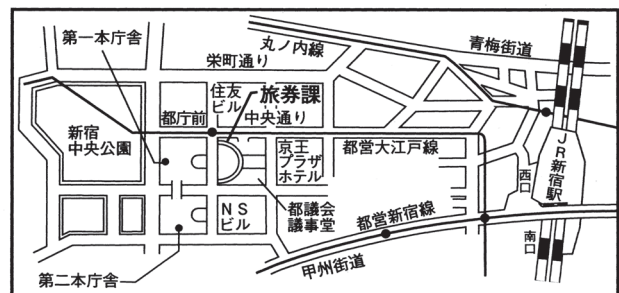 第一本庁舎
丸ノ内線
青梅街道
栄町通り
住友
ビル
旅券課
都庁前
中央通り
新宿
中央公園
京王
プラザ
ホテル
都営大江戸線
JR新宿駅
西口
NS
ビル
都議会
議事堂
都営新宿線
南口
甲州街道
第二本庁舎